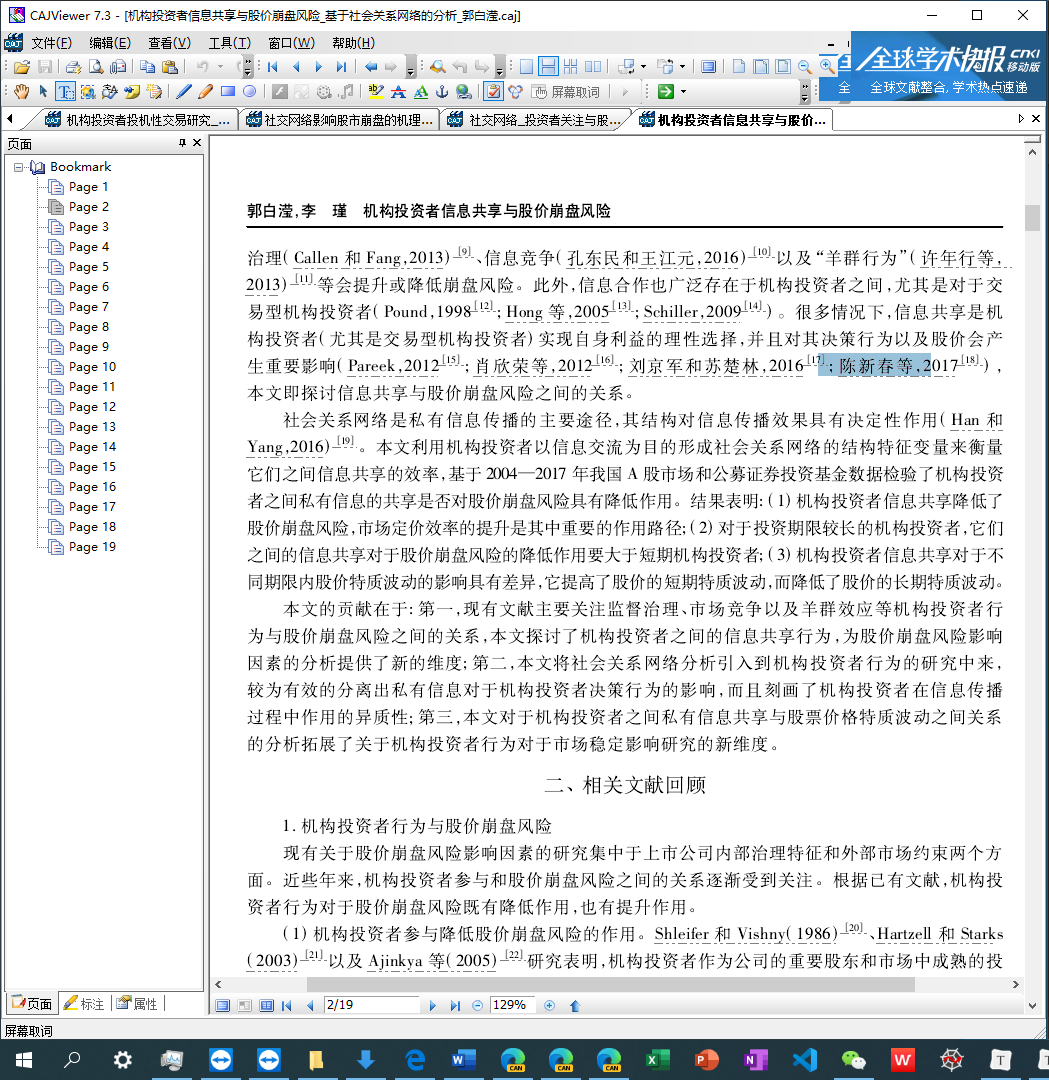 CAJViewer 7.3 - [机构投资者信息共享与股价崩盘风险_基于社会关系网络的分析_郭白滢.caj]
文件(F) 编辑(E) 查看(V) 工具(T) 窗口(W) 帮助(H)
全球学术快报 CNKI 移动版
全球文献整合, 学术热点速递
屏幕取词
机构投资者投机性交易研究_... 社交网络影响股市崩盘的机理... 社交网络_投资者关注与股... 机构投资者信息共享与股价...
页面
Bookmark
Page 1
Page 2
Page 3
Page 4
Page 5
Page 6
Page 7
Page 8
Page 9
Page 10
Page 11
Page 12
Page 13
Page 14
Page 15
Page 16
Page 17
Page 18
Page 19
郭白滢,李 瑾 机构投资者信息共享与股价崩盘风险
治理( Callen 和 Fang,2013)[9]、信息竞争( 孔东民和王江元,2016)[10]以及“羊群行为”( 许年行等,
2013)[11]等会提升或降低崩盘风险。此外,信息合作也广泛存在于机构投资者之间,尤其是对于交
易型机构投资者( Pound,1998[12]; Hong 等,2005[13]; Schiller,2009[14]) 。很多情况下,信息共享是机
构投资者( 尤其是交易型机构投资者) 实现自身利益的理性选择,并且对其决策行为以及股价会产
生重要影响( Pareek,2012[15]; 肖欣荣等,2012[16]; 刘京军和苏楚林,2016[17]; 陈新春等,2017[18]) ,
本文即探讨信息共享与股价崩盘风险之间的关系。
社会关系网络是私有信息传播的主要途径,其结构对信息传播效果具有决定性作用( Han 和
Yang,2016)[19]。本文利用机构投资者以信息交流为目的形成社会关系网络的结构特征变量来衡量
它们之间信息共享的效率,基于 2004—2017 年我国 A 股市场和公募证券投资基金数据检验了机构投资
者之间私有信息的共享是否对股价崩盘风险具有降低作用。结果表明: ( 1) 机构投资者信息共享降低了
股价崩盘风险,市场定价效率的提升是其中重要的作用路径; ( 2) 对于投资期限较长的机构投资者,它们
之间的信息共享对于股价崩盘风险的降低作用要大于短期机构投资者; ( 3) 机构投资者信息共享对于不
同期限内股价特质波动的影响具有差异,它提高了股价的短期特质波动,而降低了股价的长期特质波动。
本文的贡献在于: 第一,现有文献主要关注监督治理、市场竞争以及羊群效应等机构投资者行
为与股价崩盘风险之间的关系,本文探讨了机构投资者之间的信息共享行为,为股价崩盘风险影响
因素的分析提供了新的维度; 第二,本文将社会关系网络分析引入到机构投资者行为的研究中来,
较为有效的分离出私有信息对于机构投资者决策行为的影响,而且刻画了机构投资者在信息传播
过程中作用的异质性; 第三,本文对于机构投资者之间私有信息共享与股票价格特质波动之间关系
的分析拓展了关于机构投资者行为对于市场稳定影响研究的新维度。
二、相关文献回顾
1. 机构投资者行为与股价崩盘风险
现有关于股价崩盘风险影响因素的研究集中于上市公司内部治理特征和外部市场约束两个方
面。近些年来,机构投资者参与和股价崩盘风险之间的关系逐渐受到关注。根据已有文献,机构投
资者行为对于股价崩盘风险既有降低作用,也有提升作用。
( 1) 机构投资者参与降低股价崩盘风险的作用。Shleifer 和 Vishny( 1986)[20]、Hartzell 和 Starks
( 2003)[21]以及 Ajinkya 等( 2005)[22]研究表明,机构投资者作为公司的重要股东和市场中成熟的投
页面 标注 属性
2/19 129%
屏幕取词